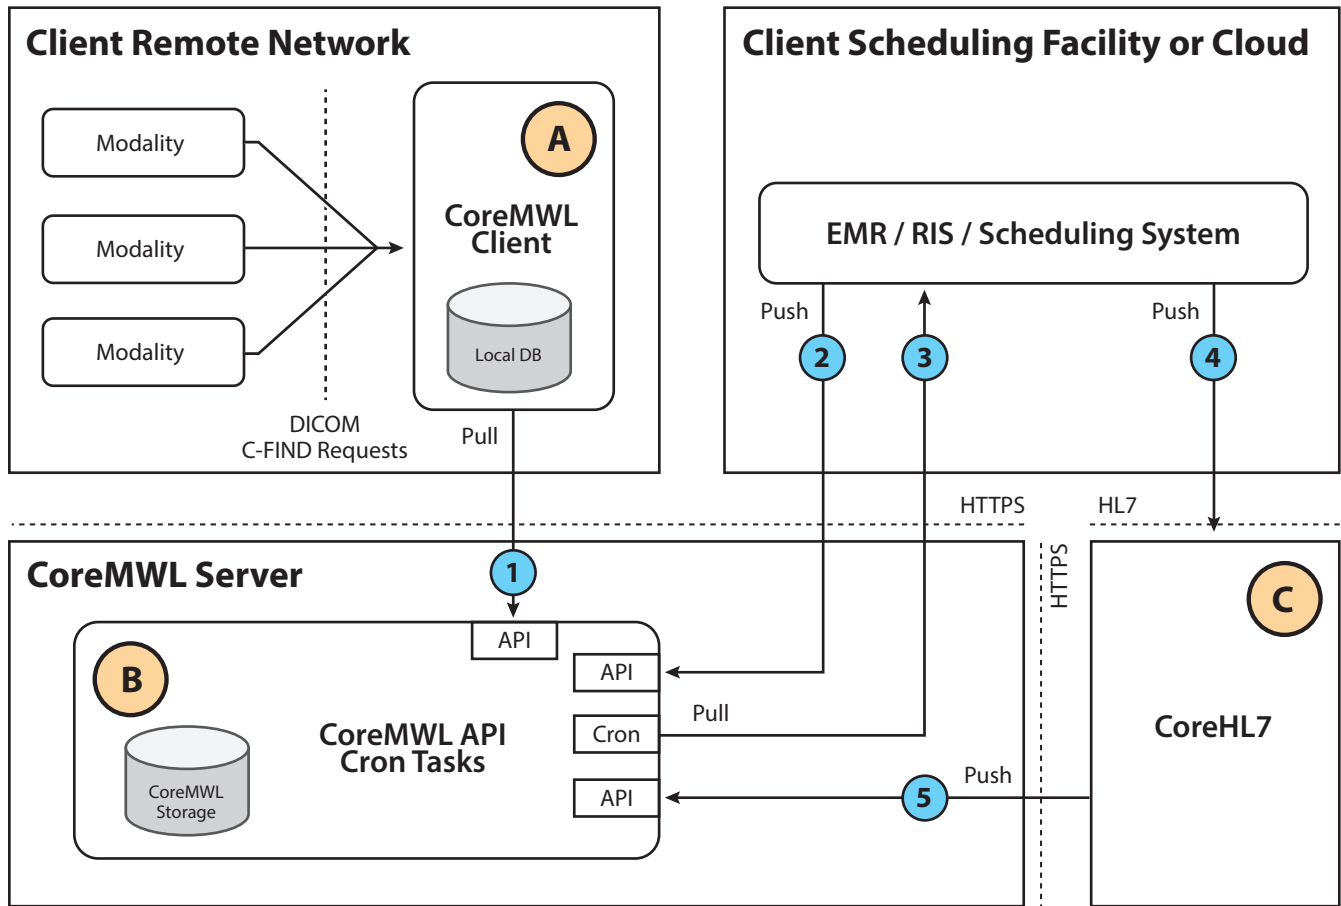 Client Remote Network
Modality
Modality
Modality
DICOM
C-FIND Requests
A
CoreMWL
Client
Local DB
Pull
Client Scheduling Facility or Cloud
EMR / RIS / Scheduling System
Push
Push
2
3
4
HTTPS
HL7
HTTPS
CoreMWL Server
1
API
B
CoreMWL
Storage
CoreMWL API
Cron Tasks
API
Cron
API
Pull
Push
5
C
CoreHL7